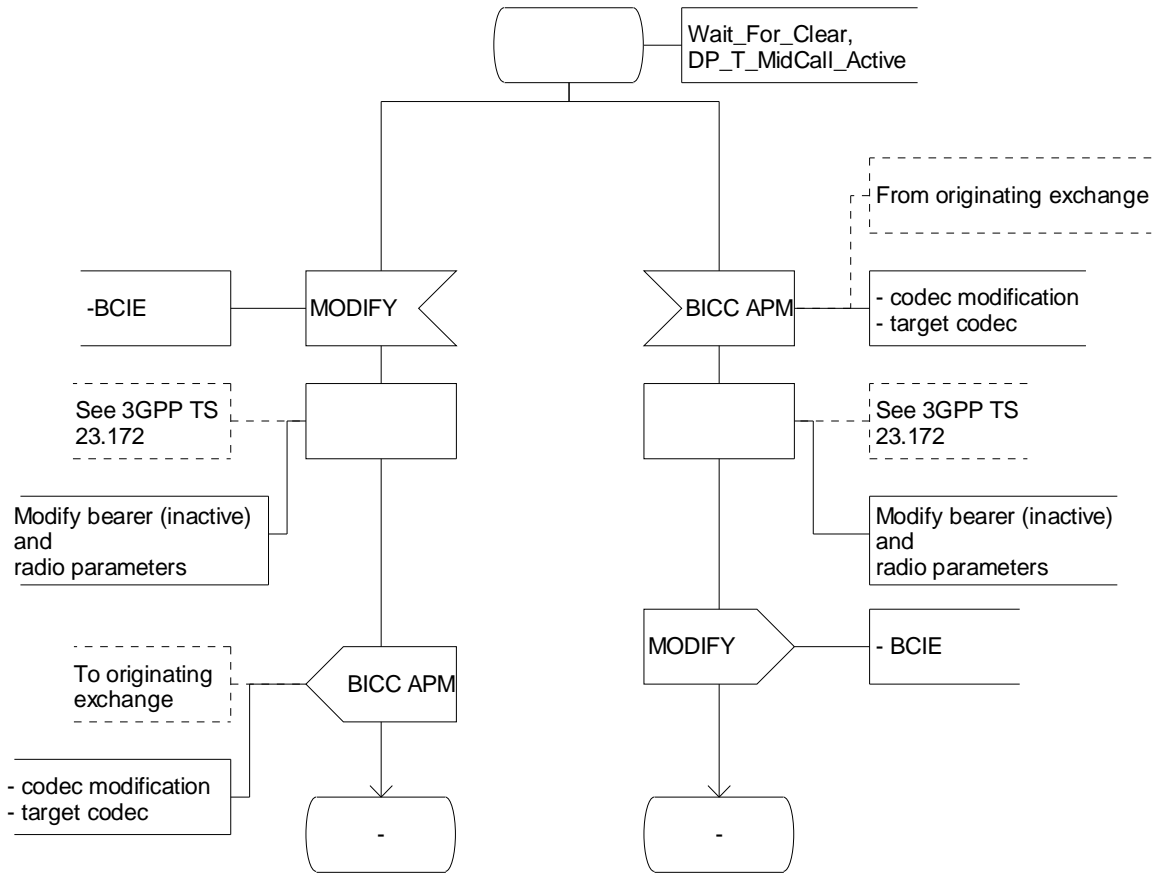 Wait_For_Clear,
DP_T_MidCall_Active
From originating exchange
-BCIE
MODIFY
BICC APM
- codec modification
- target codec
See 3GPP TS
23.172
See 3GPP TS
23.172
Modify bearer (inactive)
and
radio parameters
Modify bearer (inactive)
and
radio parameters
MODIFY
- BCIE
To originating
exchange
BICC APM
- codec modification
- target codec
-
-